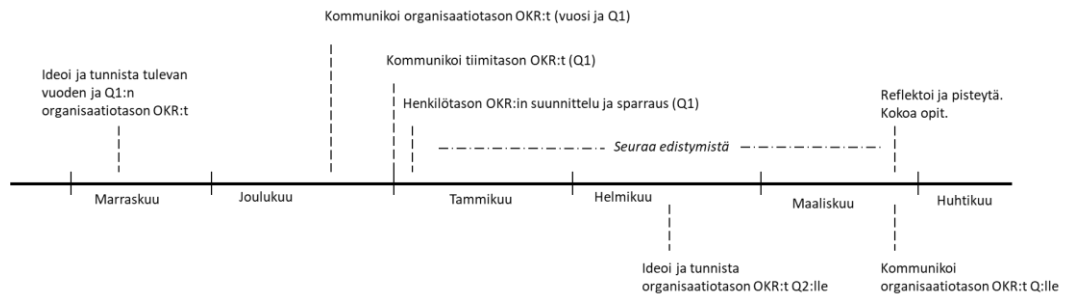 Kommunikoi organisaatiotason OKR:t (vuosi ja Q1)
Kommunikoi tiimitason OKR:t (Q1)
Ideoi ja tunnista tulevan
vuoden ja Q1:n
organisaatiotason OKR:t
Henkilötason OKR:in suunnittelu ja sparraus (Q1)
Reflektoi ja pisteytä.
Kokoa opit.
Seuraa edistymistä
Marraskuu
Joulukuu
Tammikuu
Helmikuu
Maaliskuu
Huhtikuu
Ideoi ja tunnista
organisaatiotason OKR:t Q2:lle
Kommunikoi
organisaatiotason OKR:t Q:lle